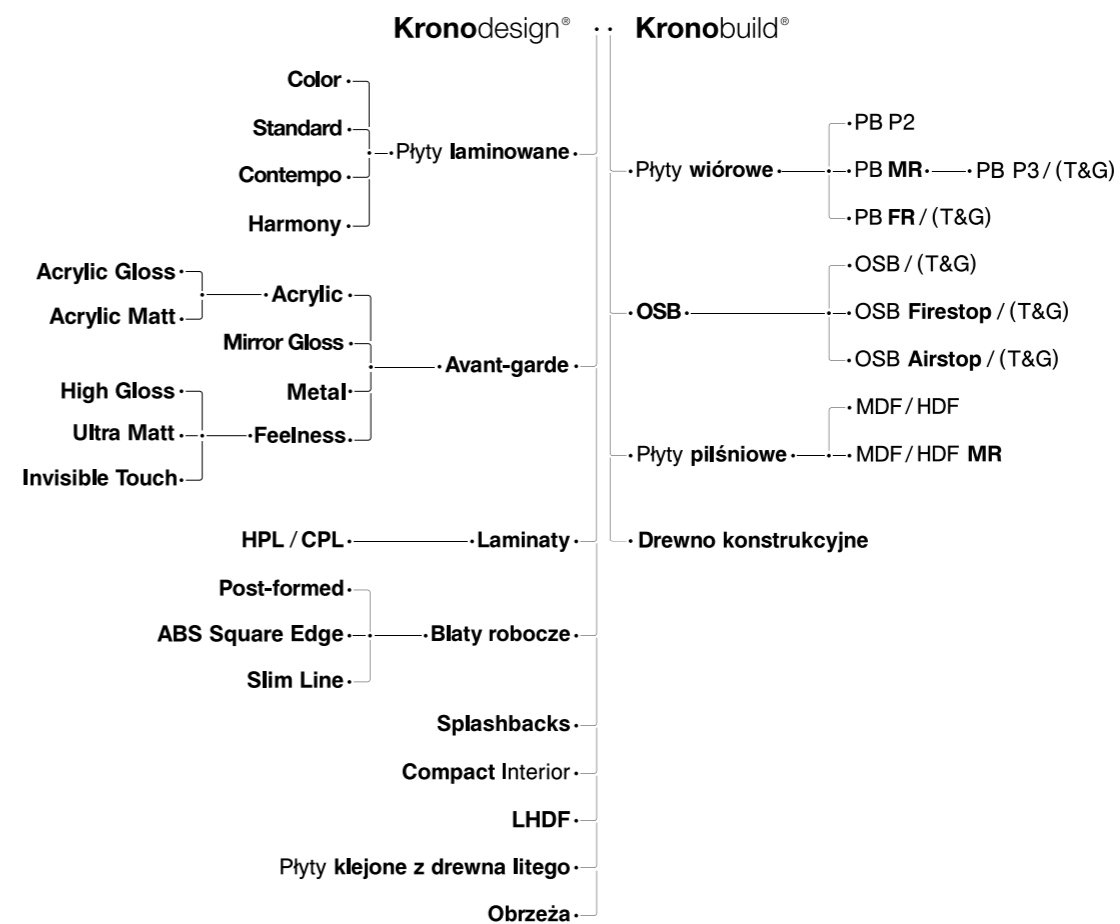 Kronodesign®
Kronobuild®
Color
Standard
Płyty laminowane
Contempo
Harmony
Acrylic Gloss
Acrylic
Acrylic Matt
Mirror Gloss
Avant-garde
High Gloss
Metal
Ultra Matt
Feelness
Invisible Touch
HPL / CPL
Laminaty
Post-formed
ABS Square Edge
Blaty robocze
Slim Line
Splashbacks
Compact Interior
LHDF
Płyty klejone z drewna litego
Obrzeża
PB P2
Płyty wiórowe
PB MR
PB P3 / (T&G)
PB FR / (T&G)
OSB / (T&G)
OSB
OSB Firestop / (T&G)
OSB Airstop / (T&G)
MDF / HDF
Płyty pilśniowe
MDF / HDF MR
Drewno konstrukcyjne